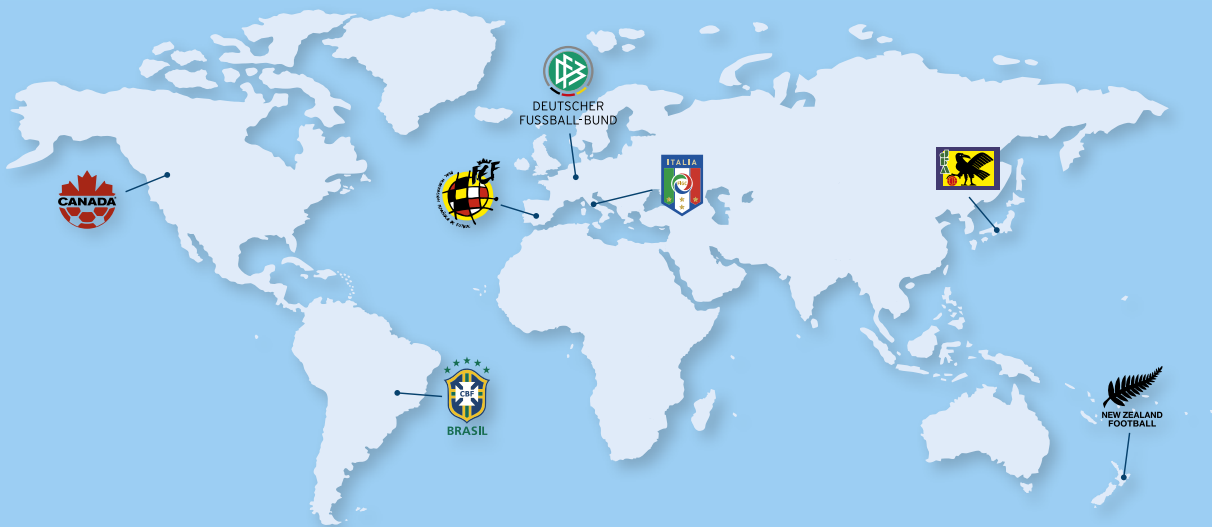 DEUTSCHER
FUSSBALL-BUND
ITALIA
CANADA
CBF
BRASIL
NEW ZEALAND
FOOTBALL